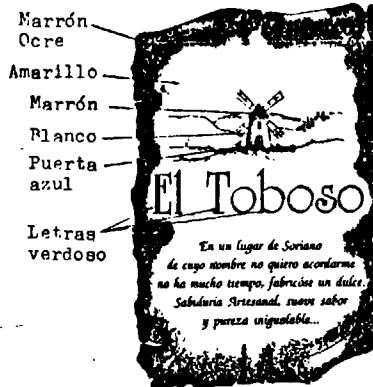 Marrón
Ocre
Amarillo
Marrón
Blanco
Puerta
azul
Letras
verdoso
El Toboso
En un lugar de Soriano
de cuyo nombre no quiero acordarme
no ha mucho tiempo, fabricóse un dulce.
Sabiduría Artesanal, suave sabor
y pureza inigualable...